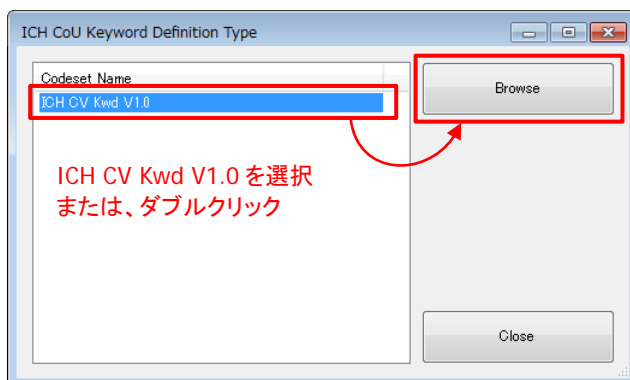 ICH CoU Keyword Definition Type
Codeset Name
ICH CV Kwd V1.0
Browse
ICH CV Kwd V1.0 を選択
または、ダブルクリック
Close